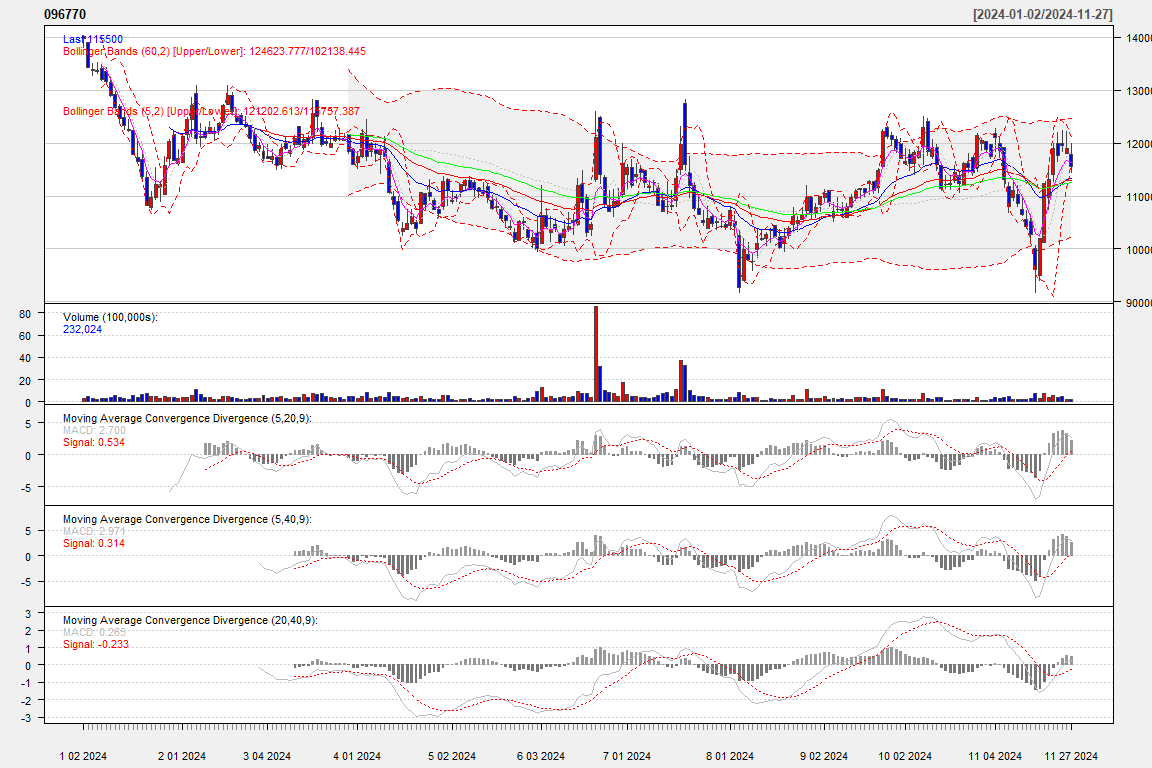 096770 [2024-01-02/2024-11-27]
Last 115500
Bollinger Bands (60,2) [Upper/Lower]: 124623.777/102138.445
Bollinger Bands (5,2) [Upper/Lower]: 121202.613/115757.387
14000
13000
12000
11000
10000
90000
Volume (100,000s):
232,024
80
60
40
20
0
Moving Average Convergence Divergence (5,20,9):
MACD: 2.700
Signal: 0.534
5
0
-5
Moving Average Convergence Divergence (5,40,9):
MACD: 2.971
Signal: 0.314
5
0
-5
Moving Average Convergence Divergence (20,40,9):
MACD: 0.265
Signal: -0.233
3
2
1
0
-1
-2
-3
1 02 2024 2 01 2024 3 04 2024 4 01 2024 5 02 2024 6 03 2024 7 01 2024 8 01 2024 9 02 2024 10 02 2024 11 04 2024 11 27 2024